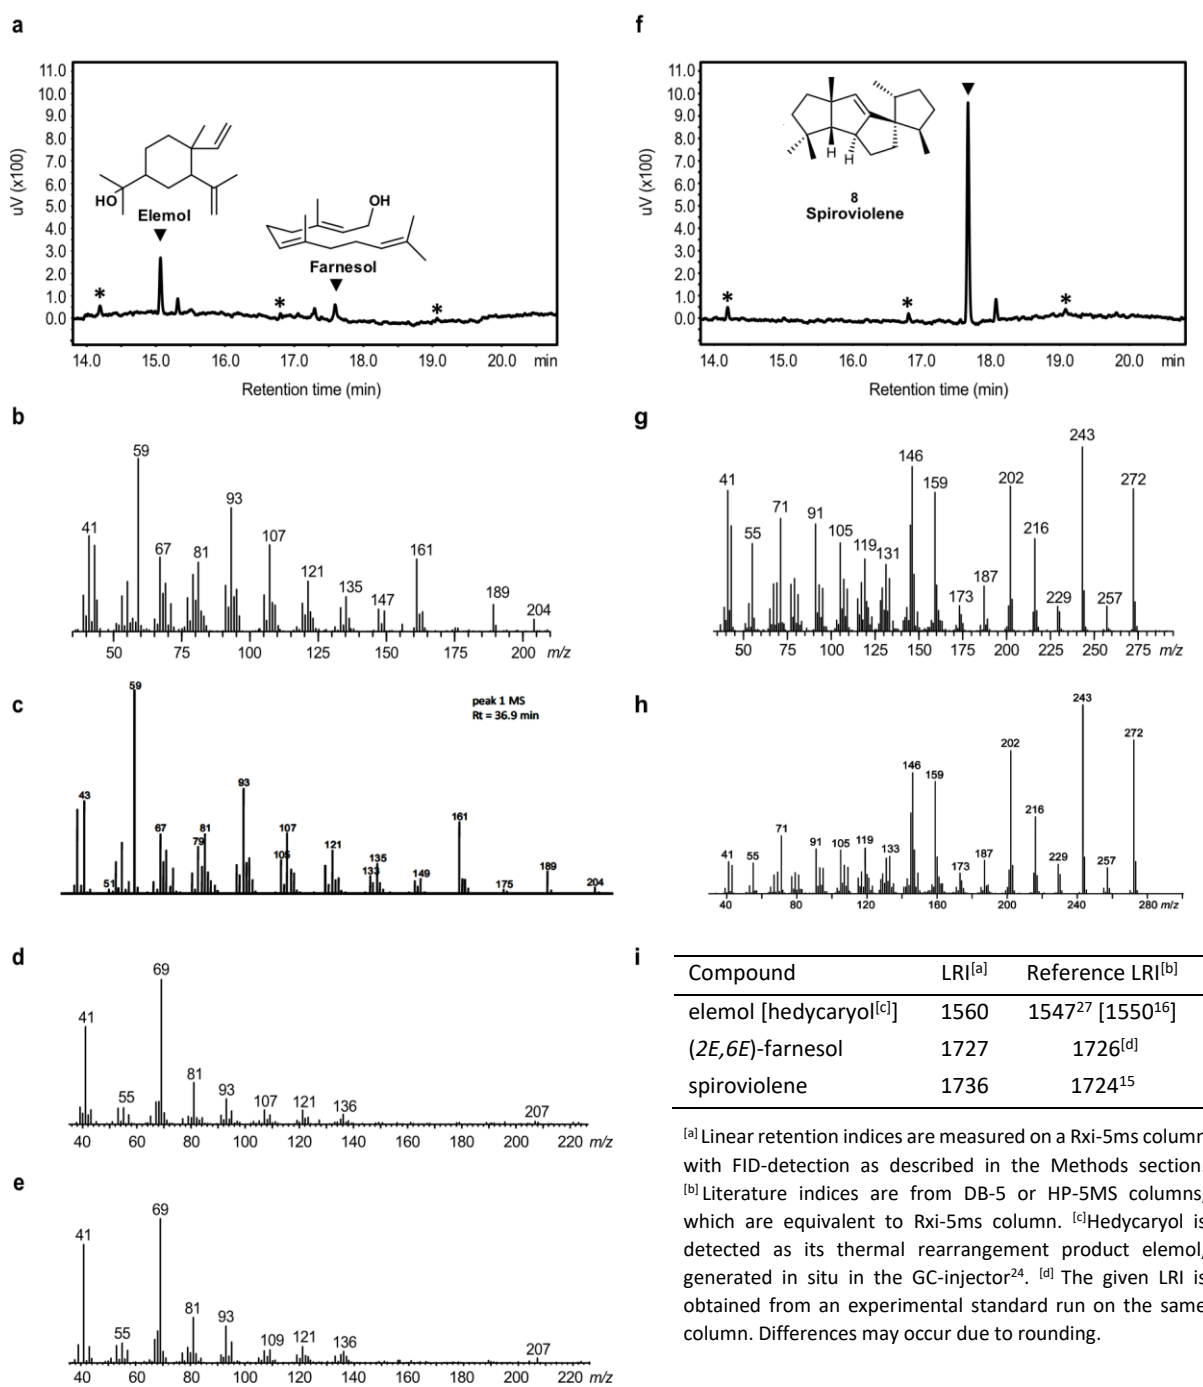 a
11.0
10.0
9.0
8.0
7.0
6.0
5.0
4.0
3.0
2.0
1.0
0.0
uV (x100)
HO
Elemol
OH
Farnesol
*
*
*
14.0 15.0 16.0 17.0 18.0 19.0 20.0 min
Retention time (min)
f
11.0
10.0
9.0
8.0
7.0
6.0
5.0
4.0
3.0
2.0
1.0
0.0
uV (x100)
H
H
8
Spiroviolene
*
*
*
14.0 15.0 16.0 17.0 18.0 19.0 20.0 min
Retention time (min)
b
41 59 67 81 93 107 121 135 147 161 189 204
50 75 100 125 150 175 200 m/z
g
41 55 71 91 105 119 131 146 159 173 187 202 216 229 243 257 272
50 75 100 125 150 175 200 225 250 275 m/z
c
peak 1 MS
Rt = 36.9 min
43 51 59 67 79 81 93 105 107 121 133 135 149 161 175 189 204
h
41 55 71 91 105 119 133 146 159 173 187 202 216 229 243 257 272
40 80 120 160 200 240 280 m/z
d
41 55 69 81 93 107 121 136 207
40 60 80 100 120 140 160 180 200 220 m/z
e
41 55 69 81 93 109 121 136 207
40 60 80 100 120 140 160 180 200 220 m/z
i
Compound LRI[a] Reference LRI[b]
elemol [hedycaryol[c]] 1560 154727 [155016]
(2E,6E)-farnesol 1727 1726[d]
spiroviolene 1736 172415
[a] Linear retention indices are measured on a Rxi-5ms column
with FID-detection as described in the Methods section.
[b] Literature indices are from DB-5 or HP-5MS columns,
which are equivalent to Rxi-5ms column. [c]Hedycaryol is
detected as its thermal rearrangement product elemol,
generated in situ in the GC-injector24. [d] The given LRI is
obtained from an experimental standard run on the same
column. Differences may occur due to rounding.